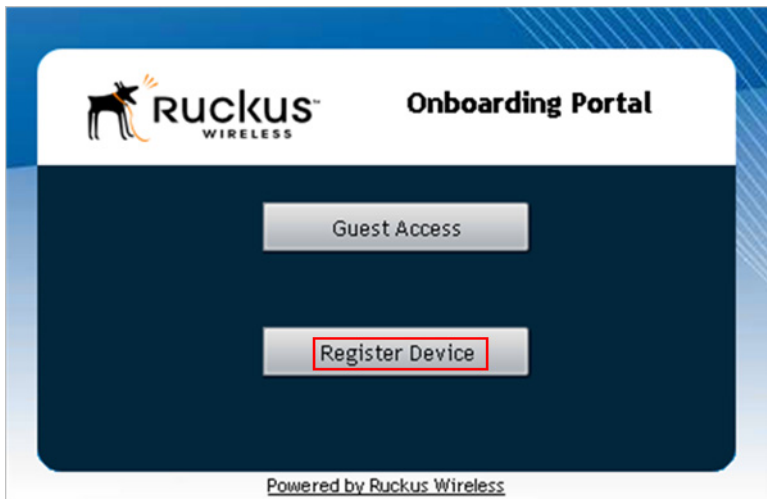 Ruckus™
WIRELESS
Onboarding Portal
Guest Access
Register Device
Powered by Ruckus Wireless